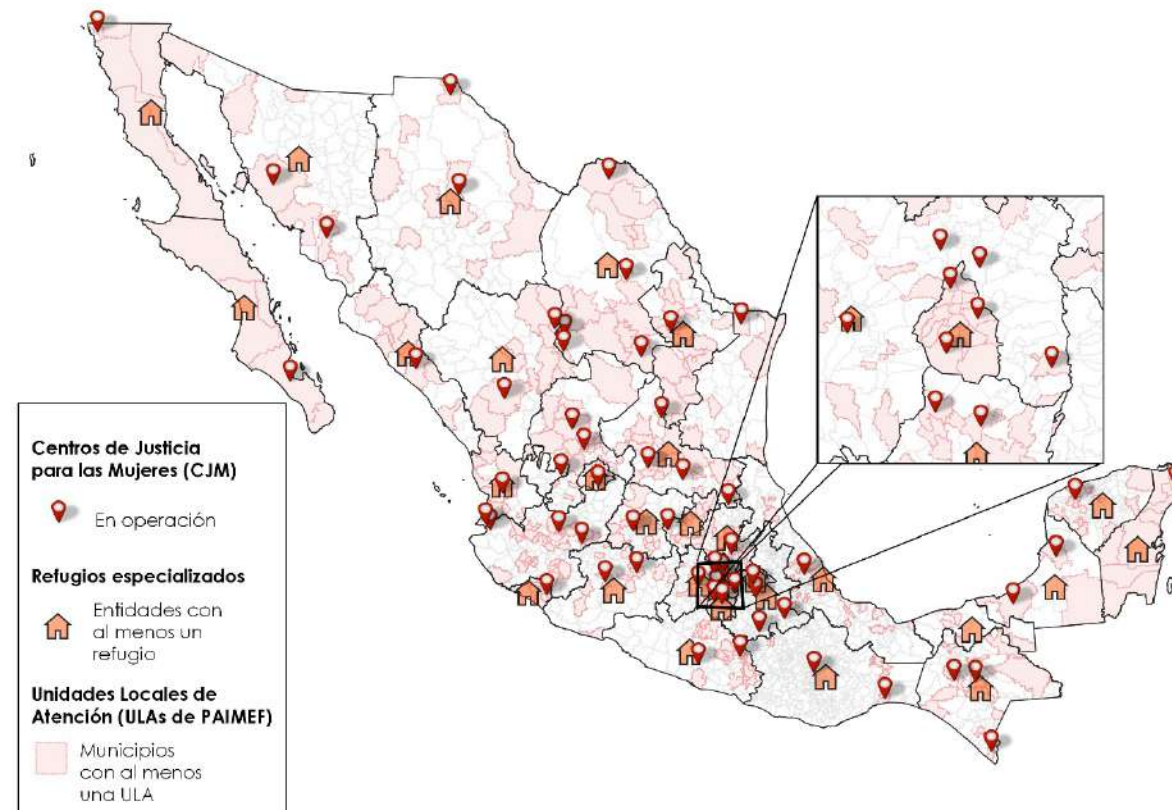 Centros de Justicia
para las Mujeres (CJM)
En operación
Refugios especializados
Entidades con
al menos un
refugio
Unidades Locales de
Atención (ULAs de PAIMEF)
Municipios
con al menos
una ULA